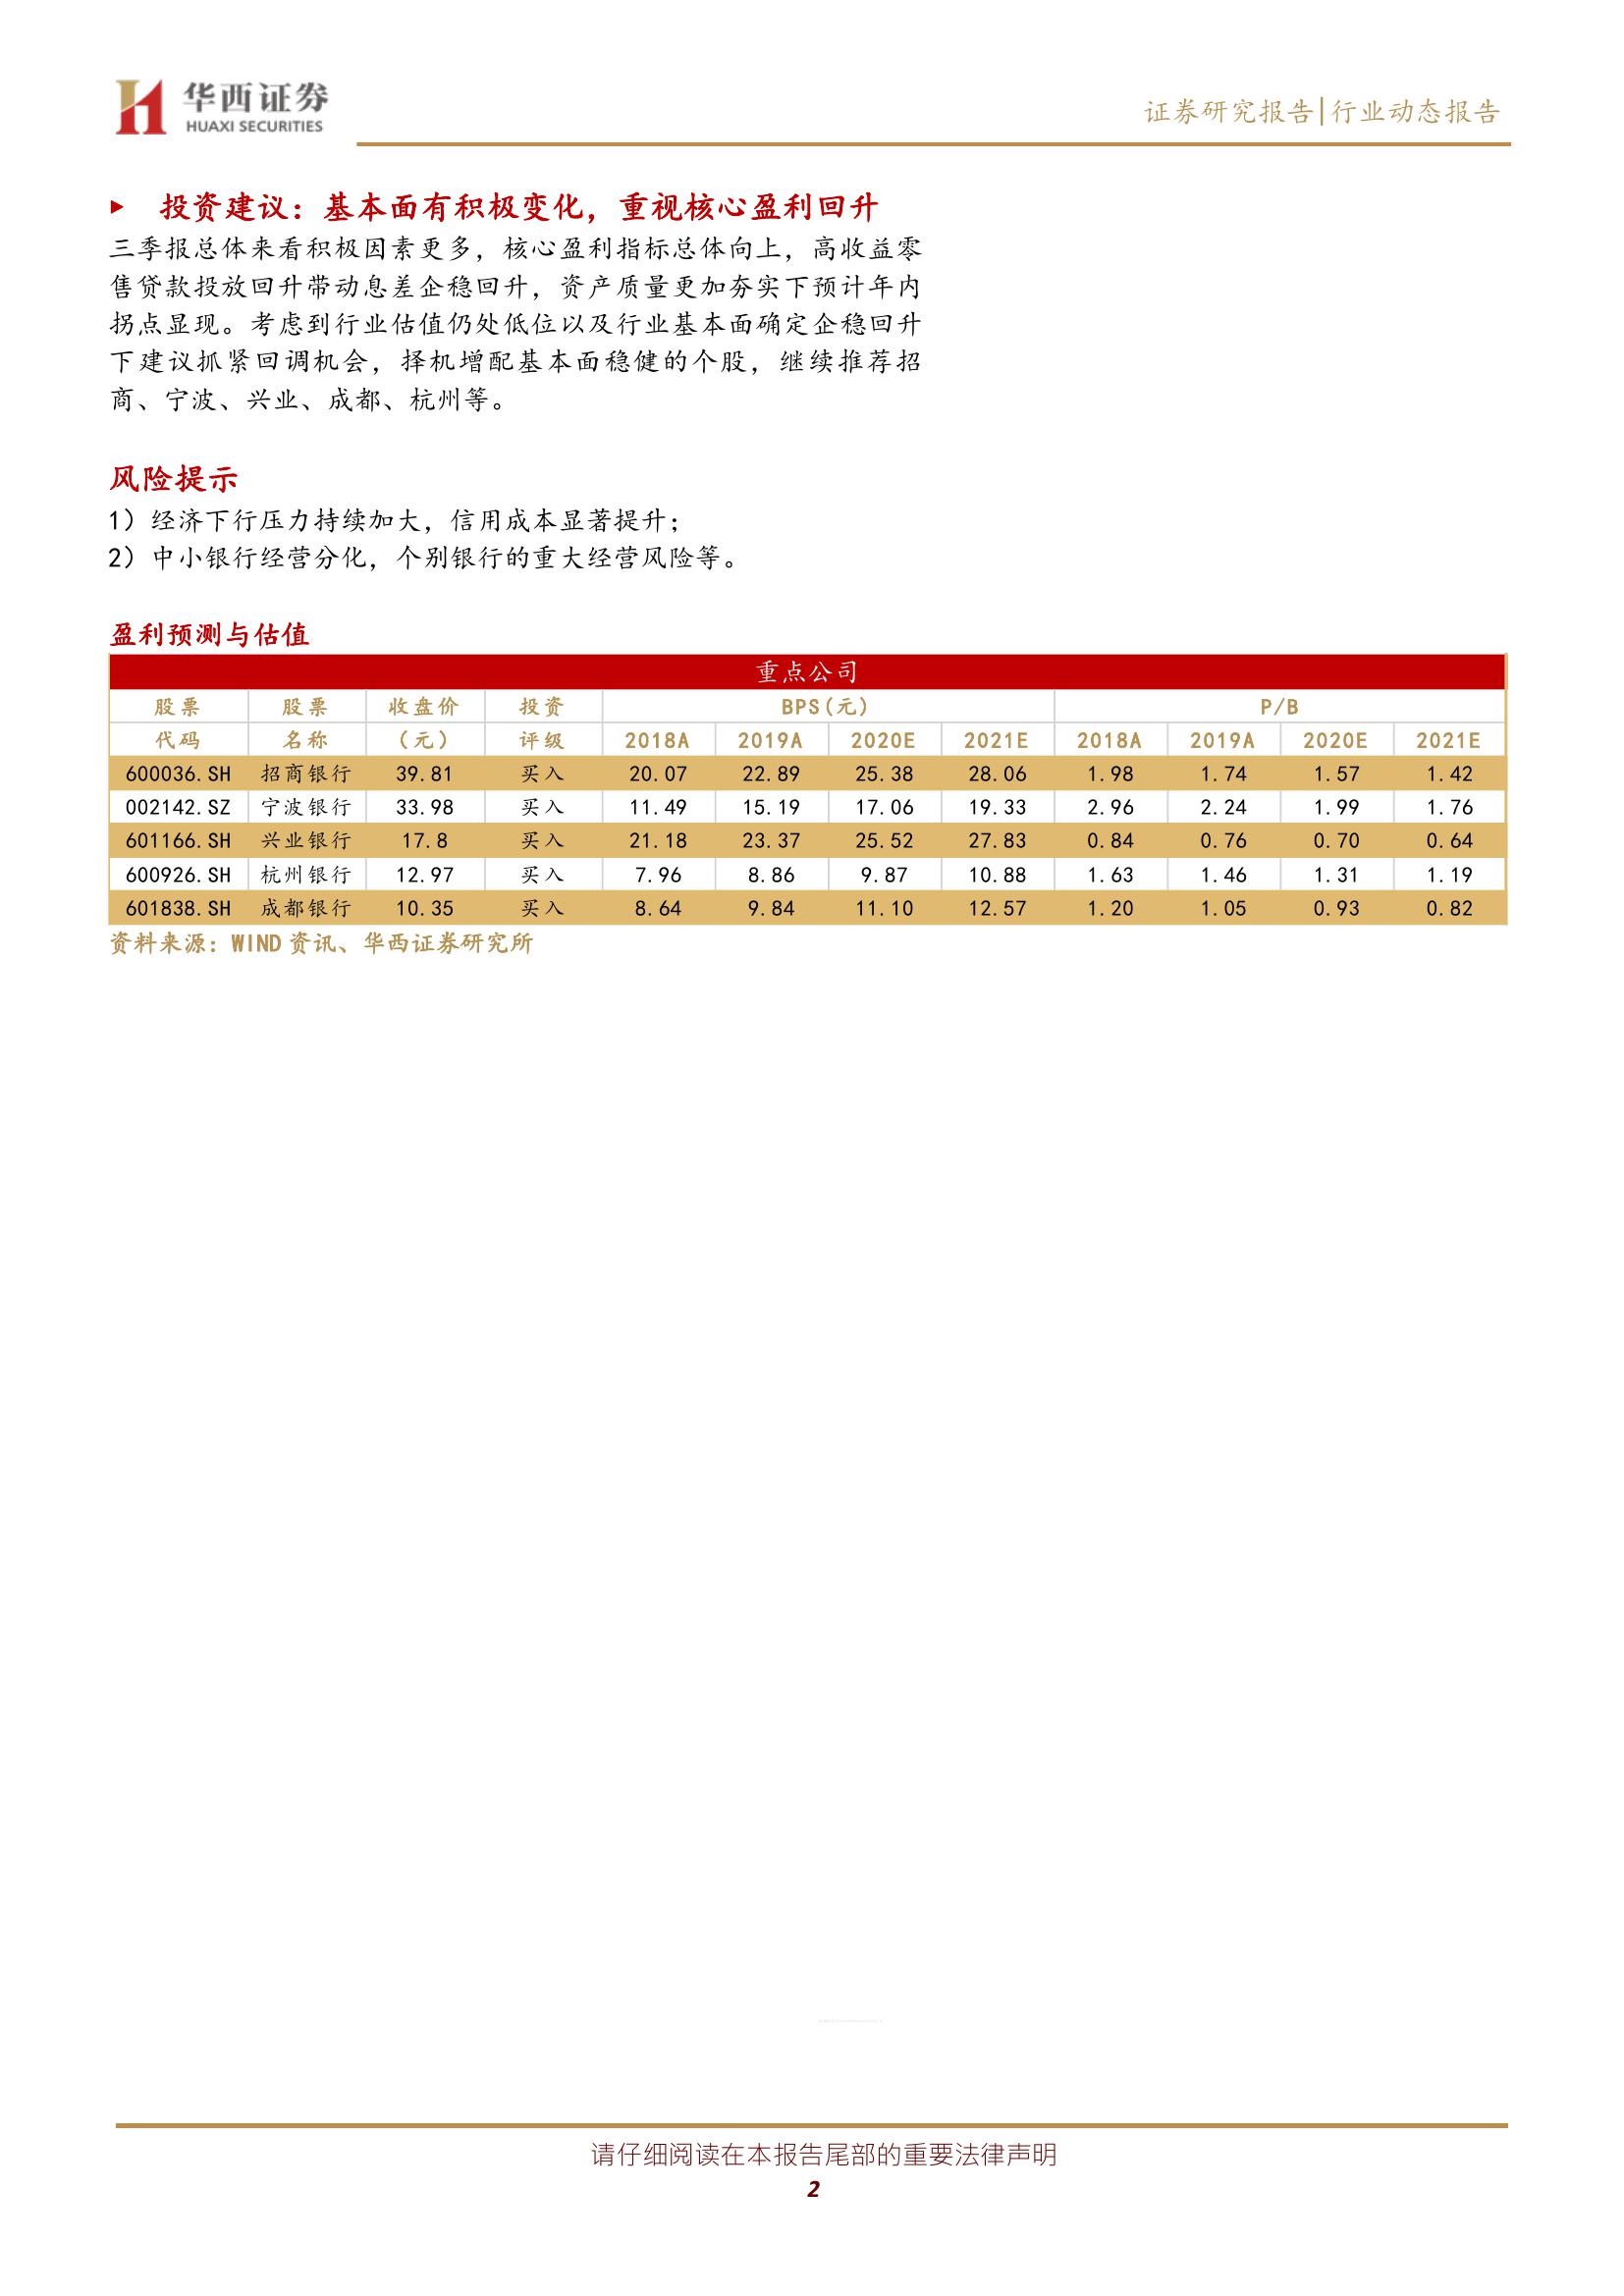 华西证券
HUAXI SECURITIES
证券研究报告|行业动态报告
▶ 投资建议：基本面有积极变化，重视核心盈利回升
三季报总体来看积极因素更多，核心盈利指标总体向上，高收益零
售贷款投放回升带动息差企稳回升，资产质量更加夯实下预计年内
拐点显现。考虑到行业估值仍处低位以及行业基本面确定企稳回升
下建议抓紧回调机会，择机增配基本面稳健的个股，继续推荐招
商、宁波、兴业、成都、杭州等。
风险提示
1）经济下行压力持续加大，信用成本显著提升；
2）中小银行经营分化，个别银行的重大经营风险等。
盈利预测与估值
重点公司
股票 股票 收盘价 投资 BPS(元) P/B
代码 名称 （元） 评级 2018A 2019A 2020E 2021E 2018A 2019A 2020E 2021E
600036.SH 招商银行 39.81 买入 20.07 22.89 25.38 28.06 1.98 1.74 1.57 1.42
002142.SZ 宁波银行 33.98 买入 11.49 15.19 17.06 19.33 2.96 2.24 1.99 1.76
601166.SH 兴业银行 17.8 买入 21.18 23.37 25.52 27.83 0.84 0.76 0.70 0.64
600926.SH 杭州银行 12.97 买入 7.96 8.86 9.87 10.88 1.63 1.46 1.31 1.19
601838.SH 成都银行 10.35 买入 8.64 9.84 11.10 12.57 1.20 1.05 0.93 0.82
资料来源：WIND 资讯、华西证券研究所
请仔细阅读在本报告尾部的重要法律声明
2